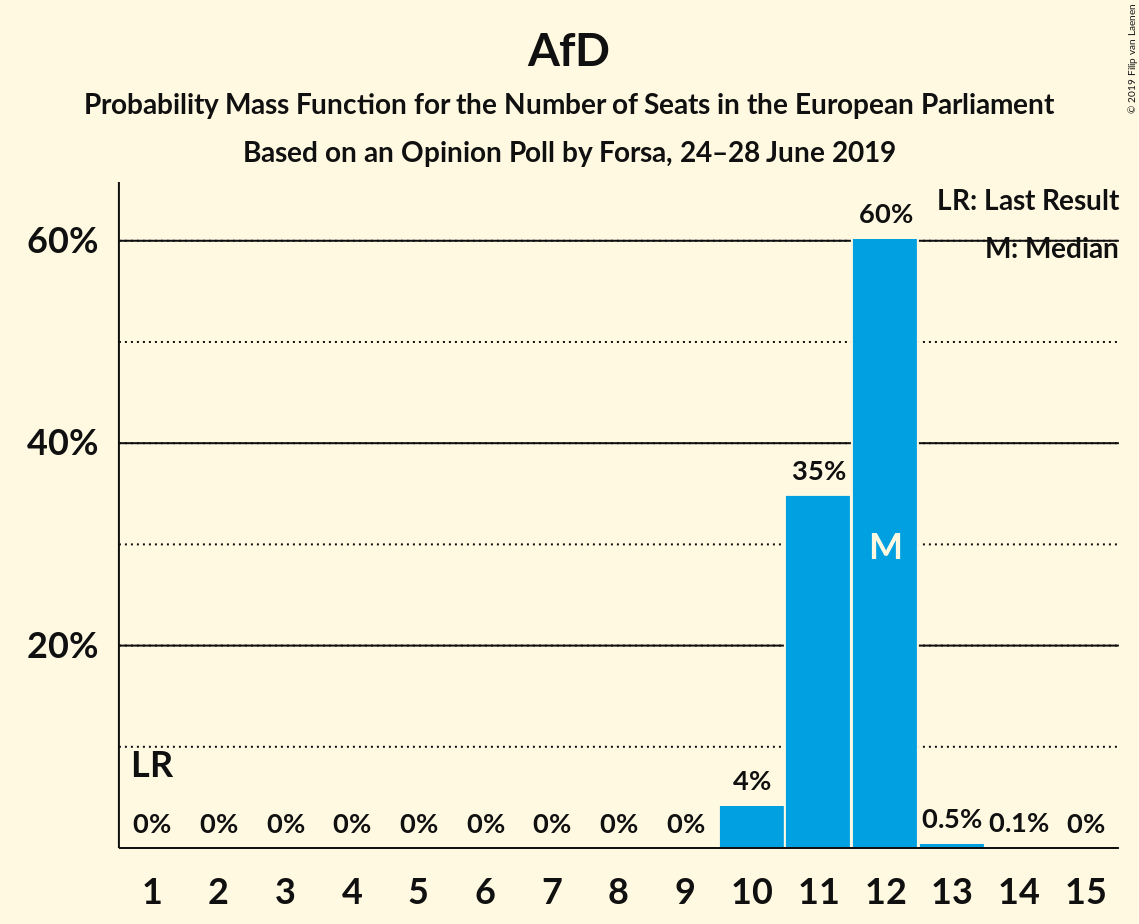 AfD
Probability Mass Function for the Number of Seats in the European Parliament
Based on an Opinion Poll by Forsa, 24–28 June 2019
© 2019 Filip van Laenen
LR: Last Result
M: Median
60%
40%
20%
LR
0% 0% 0% 0% 0% 0% 0% 0% 0% 4% 35% 60% 0.5% 0.1% 0%
M
1 2 3 4 5 6 7 8 9 10 11 12 13 14 15